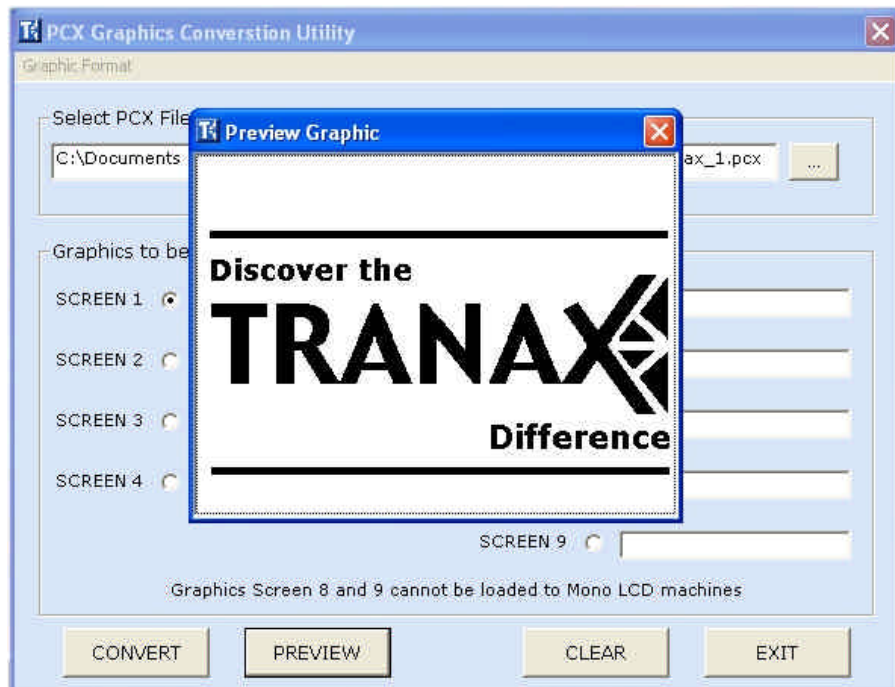 PCX Graphics Converstion Utility
Graphic Format
Select PCX File
C:\Documents
ax_1.pcx
...
Preview Graphic
Discover the
TRANAX
Difference
Graphics to be
SCREEN 1
SCREEN 2
SCREEN 3
SCREEN 4
SCREEN 9
Graphics Screen 8 and 9 cannot be loaded to Mono LCD machines
CONVERT
PREVIEW
CLEAR
EXIT